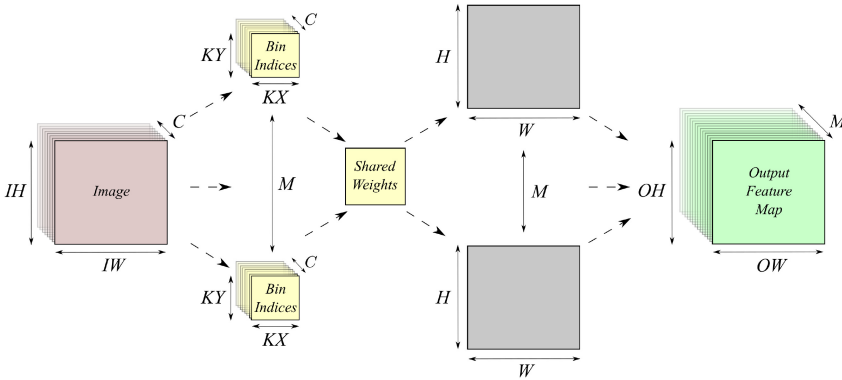 C
KY
Bin
Indices
KX
H
W
C
IH
Image
IW
M
Shared
Weights
M
M
OH
Output
Feature
Map
OW
C
KY
Bin
Indices
KX
H
W